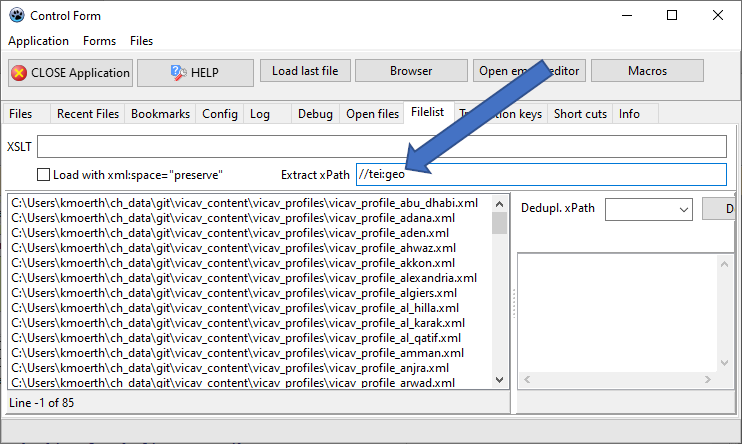 Control Form
Application Forms Files
CLOSE Application HELP Load last file Browser Open em editor Macros
Files Recent Files Bookmarks Config Log Debug Open files Filelist keys Short cuts Info
XSLT
Load with xml:space="preserve" Extract xPath //tei:geo
C:\Users\kmoerth\ch_data\git\vicav_content\vicav_profiles\vicav_profile_abu_dhabi.xml
C:\Users\kmoerth\ch_data\git\vicav_content\vicav_profiles\vicav_profile_adana.xml
C:\Users\kmoerth\ch_data\git\vicav_content\vicav_profiles\vicav_profile_aden.xml
C:\Users\kmoerth\ch_data\git\vicav_content\vicav_profiles\vicav_profile_ahwaz.xml
C:\Users\kmoerth\ch_data\git\vicav_content\vicav_profiles\vicav_profile_akkon.xml
C:\Users\kmoerth\ch_data\git\vicav_content\vicav_profiles\vicav_profile_alexandria.xml
C:\Users\kmoerth\ch_data\git\vicav_content\vicav_profiles\vicav_profile_algiers.xml
C:\Users\kmoerth\ch_data\git\vicav_content\vicav_profiles\vicav_profile_al_hilla.xml
C:\Users\kmoerth\ch_data\git\vicav_content\vicav_profiles\vicav_profile_al_karak.xml
C:\Users\kmoerth\ch_data\git\vicav_content\vicav_profiles\vicav_profile_al_qatif.xml
C:\Users\kmoerth\ch_data\git\vicav_content\vicav_profiles\vicav_profile_amman.xml
C:\Users\kmoerth\ch_data\git\vicav_content\vicav_profiles\vicav_profile_anjra.xml
C:\Users\kmoerth\ch_data\git\vicav_content\vicav_profiles\vicav_profile_arwad.xml
Dedupl. xPath
Line -1 of 85